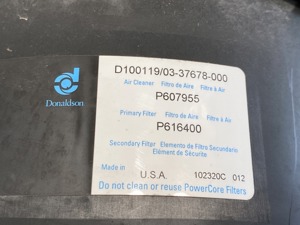 Donaldson
D100119/03-37678-000
Air Cleaner Filtro de Aire Filtre à Air
P607955
Primary Filter Filtro de Aire Filtre à Air
P616400
Secondary Filter Elemento de Filtro Secundario
Elément de Sécurité
Made in U.S.A. 102320C 012
Do not clean or reuse PowerCore Filters